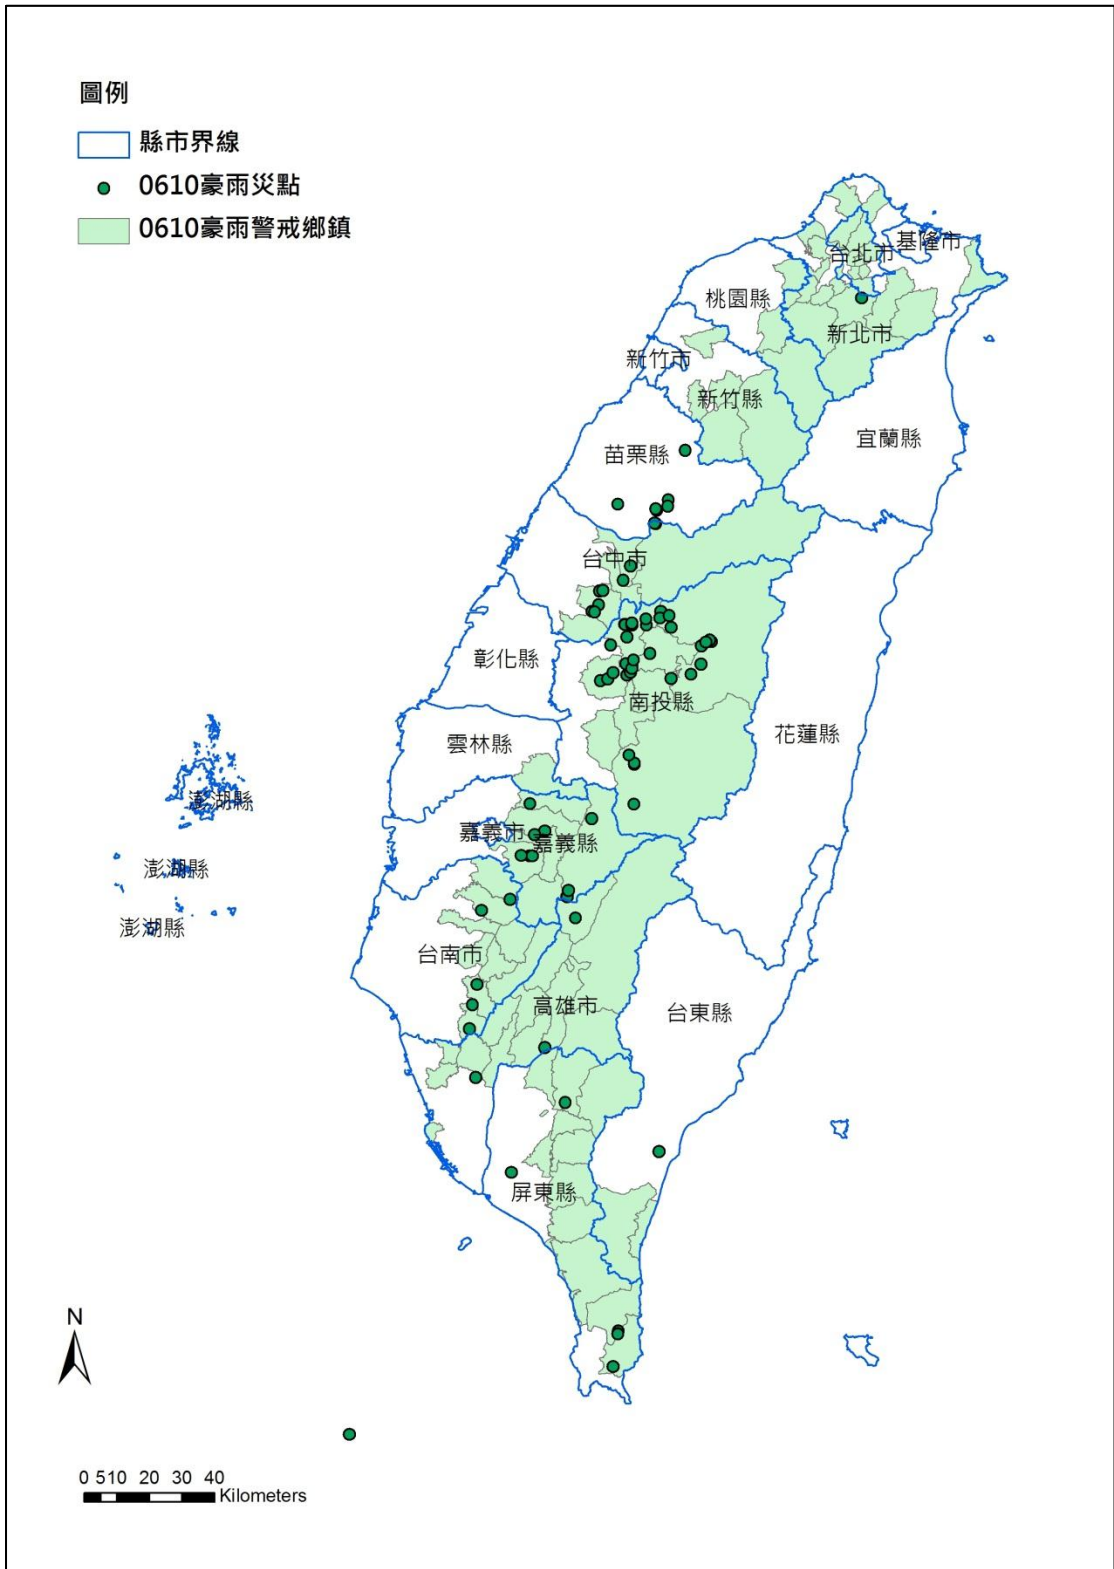 圖例
縣市界線
0610豪雨災點
0610豪雨警戒鄉鎮
基隆市
台北市
桃園縣
新北市
新竹市
新竹縣
宜蘭縣
苗栗縣
台中市
彰化縣
南投縣
花蓮縣
雲林縣
澎湖縣
嘉義市
嘉義縣
澎湖縣
澎湖縣
台南市
高雄市
台東縣
屏東縣
N
0 510 20 30 40
Kilometers